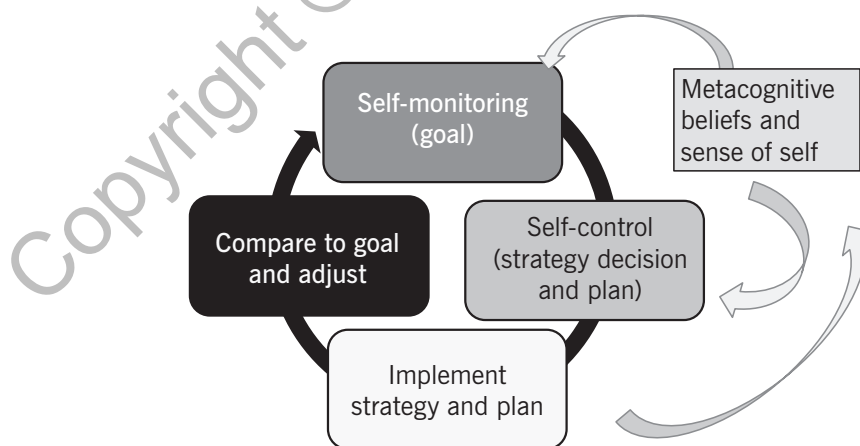 Copyright ©
Self-monitoring
(goal)
Metacognitive
beliefs and
sense of self
Compare to goal
and adjust
Self-control
(strategy decision
and plan)
Implement
strategy and plan